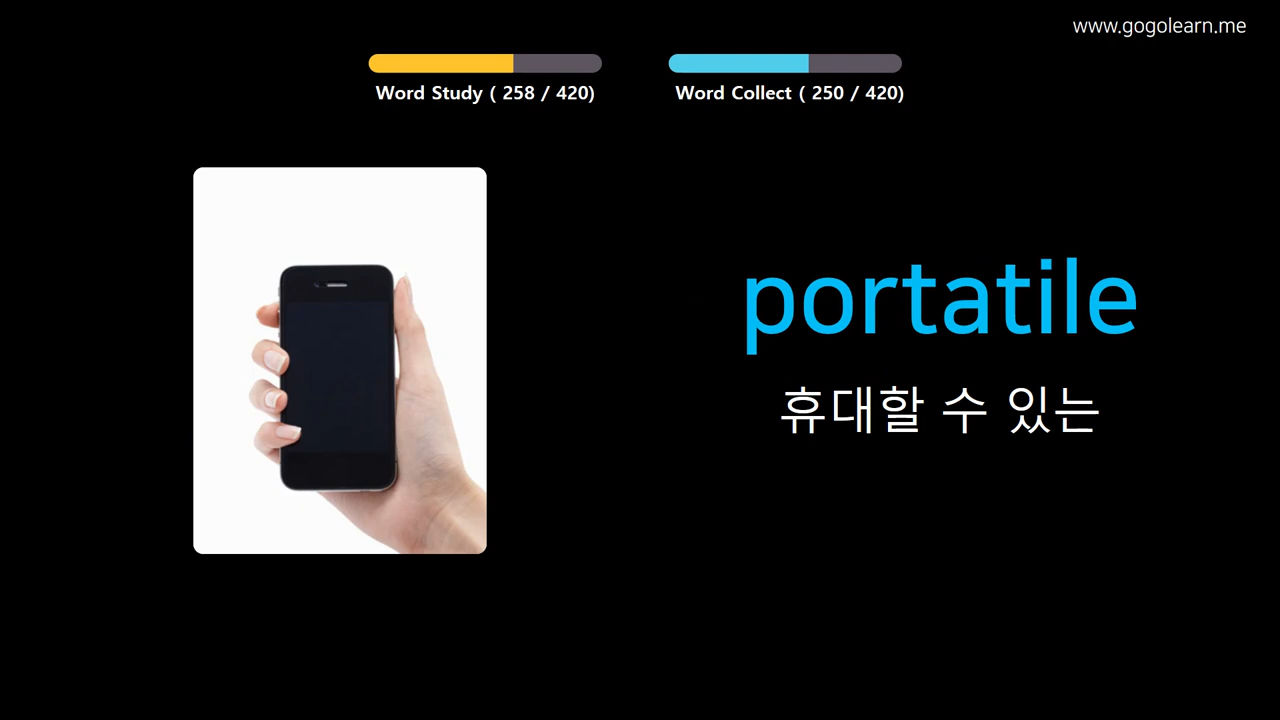 www.gogolearn.me
Word Study ( 258 / 420)
Word Collect ( 250 / 420)
portatile
휴대할 수 있는